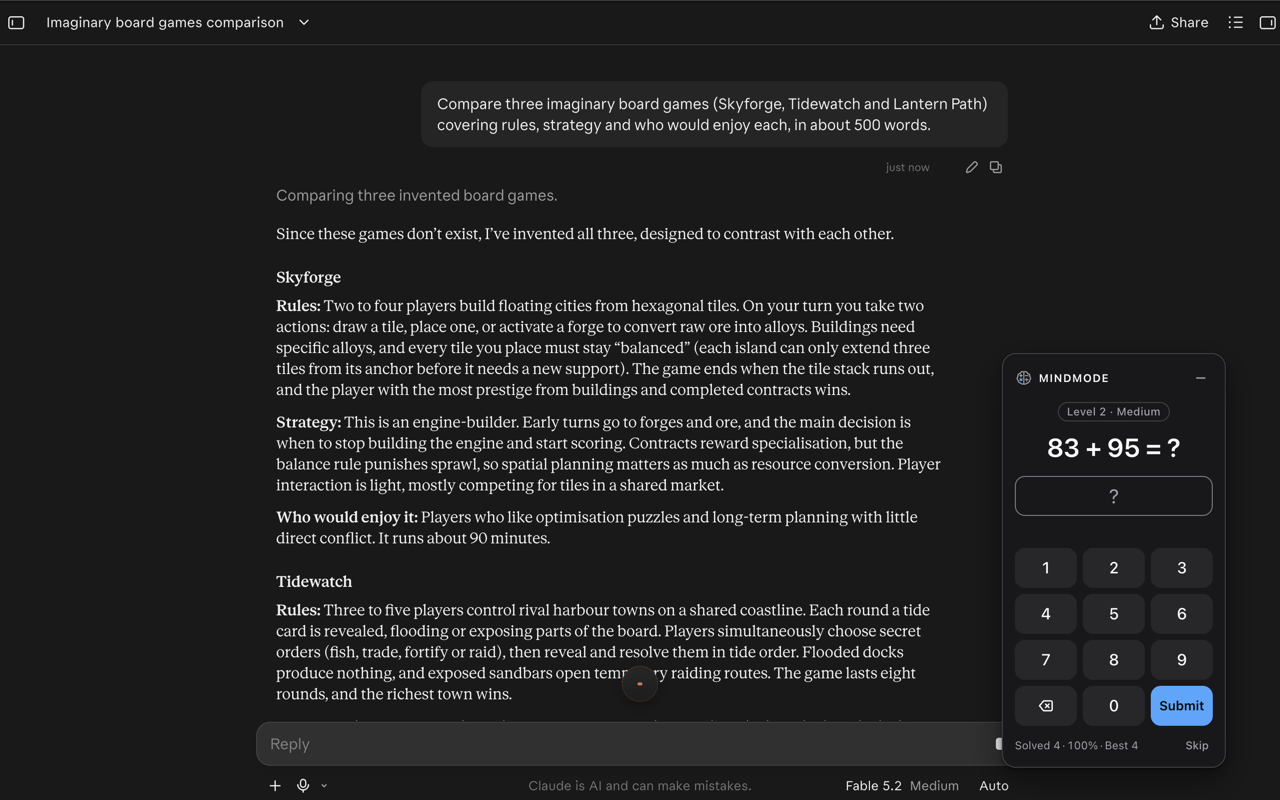 Imaginary board games comparison
Share
Compare three imaginary board games (Skyforge, Tidewatch and Lantern Path)
covering rules, strategy and who would enjoy each, in about 500 words.
just now
Comparing three invented board games.
Since these games don’t exist, I’ve invented all three, designed to contrast with each other.
Skyforge
Rules: Two to four players build floating cities from hexagonal tiles. On your turn you take two
actions: draw a tile, place one, or activate a forge to convert raw ore into alloys. Buildings need
specific alloys, and every tile you place must stay “balanced” (each island can only extend three
tiles from its anchor before it needs a new support). The game ends when the tile stack runs out,
and the player with the most prestige from buildings and completed contracts wins.
Strategy: This is an engine-builder. Early turns go to forges and ore, and the main decision is
when to stop building the engine and start scoring. Contracts reward specialisation, but the
balance rule punishes sprawl, so spatial planning matters as much as resource conversion. Player
interaction is light, mostly competing for tiles in a shared market.
Who would enjoy it: Players who like optimisation puzzles and long-term planning with little
direct conflict. It runs about 90 minutes.
Tidewatch
Rules: Three to five players control rival harbour towns on a shared coastline. Each round a tide
card is revealed, flooding or exposing parts of the board. Players simultaneously choose secret
orders (fish, trade, fortify or raid), then reveal and resolve them in tide order. Flooded docks
produce nothing, and exposed sandbars open raiding routes. The game lasts eight
rounds, and the richest town wins.
Reply
Claude is AI and can make mistakes.
Fable 5.2 Medium Auto
MINDMODE
Level 2 · Medium
83 + 95 = ?
?
1 2 3
4 5 6
7 8 9
0 Submit
Solved 4 · 100% · Best 4 Skip